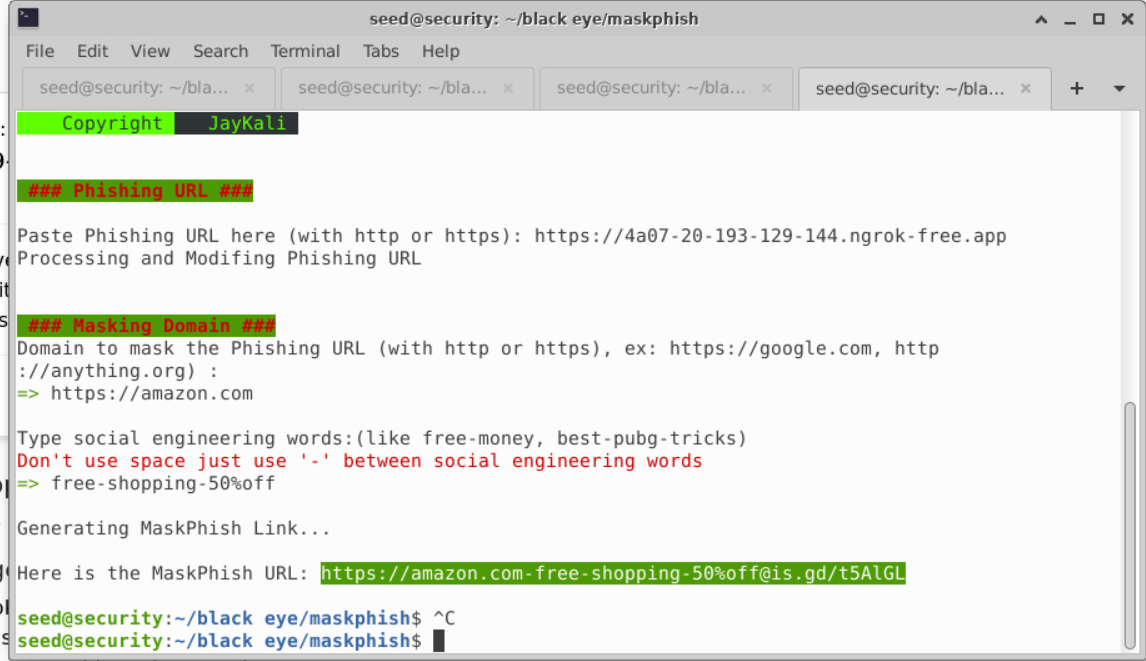 seed@security: ~/black eye/maskphish
File Edit View Search Terminal Tabs Help
seed@security: ~/bla... seed@security: ~/bla... seed@security: ~/bla... seed@security: ~/bla...
Copyright JayKali
### Phishing URL ###
Paste Phishing URL here (with http or https): https://4a07-20-193-129-144.ngrok-free.app
Processing and Modifing Phishing URL
### Masking Domain ###
Domain to mask the Phishing URL (with http or https), ex: https://google.com, http
://anything.org) :
=> https://amazon.com
Type social engineering words:(like free-money, best-pubg-tricks)
Don't use space just use '-' between social engineering words
=> free-shopping-50%off
Generating MaskPhish Link...
Here is the MaskPhish URL: https://amazon.com-free-shopping-50%off@is.gd/t5AlGL
seed@security:~/black eye/maskphish$ ^C
seed@security:~/black eye/maskphish$